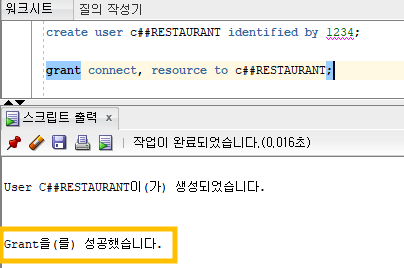 워크시트 질의 작성기
create user c##RESTAURANT identified by 1234;
grant connect, resource to c##RESTAURANT;
스크립트 출력 x
작업이 완료되었습니다.(0,016초)
User C##RESTAURANT이(가) 생성되었습니다.
Grant을(를) 성공했습니다.